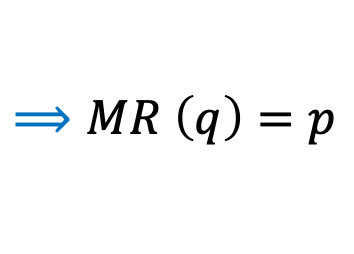 ⟹ MR (q) = p